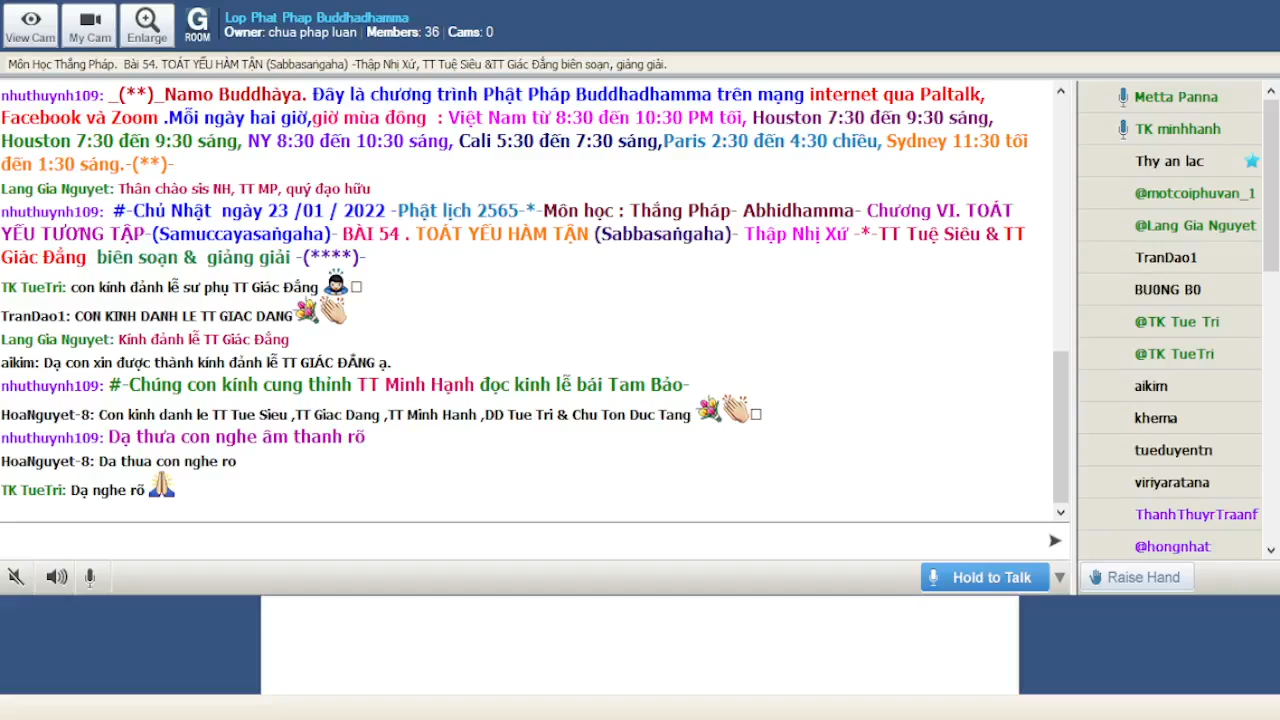 View Cam
My Cam
Enlarge
G
ROOM
Lop Phat Phap Buddhadhamma
Owner: chua phap luan | Members: 36 | Cams: 0
Môn Học Thắng Pháp.  Bài 54. TOÁT YẾU HÀM TẬN (Sabbasaṅgaha) -Thập Nhị Xứ, TT Tuệ Siêu &TT Giác Đẳng biên soạn, giảng giải.
nhuthuynh109: _(**)_Namo Buddhàya. Đây là chương trình Phật Pháp Buddhadhamma trên mạng internet qua Paltalk,
Facebook và Zoom .Mỗi ngày hai giờ,giờ mùa đông  : Việt Nam từ 8:30 đến 10:30 PM tối, Houston 7:30 đến 9:30 sáng,
Houston 7:30 đến 9:30 sáng, NY 8:30 đến 10:30 sáng, Cali 5:30 đến 7:30 sáng,Paris 2:30 đến 4:30 chiều, Sydney 11:30 tối
đến 1:30 sáng.-(**)-
Lang Gia Nguyet: Thân chào sis NH, TT MP, quý đạo hữu
nhuthuynh109:  #-Chủ Nhật  ngày 23 /01 / 2022 -Phật lịch 2565-*-Môn học : Thắng Pháp- Abhidhamma- Chương VI. TOÁT
YẾU TƯƠNG TẬP-(Samuccayasaṅgaha)- BÀI 54 . TOÁT YẾU HÀM TẬN (Sabbasaṅgaha)- Thập Nhị Xứ -*-TT Tuệ Siêu & TT
Giác Đẳng  biên soạn &  giảng giải -(****)-
TK TueTri: con kính đảnh lễ sư phụ TT Giác Đẳng
TranDao1: CON KINH DANH LE TT GIAC DANG
Lang Gia Nguyet: Kính đảnh lễ TT Giác Đẳng
aikim: Dạ con xin được thành kính đảnh lễ TT GIÁC ĐẲNG ạ.
nhuthuynh109: #-Chúng con kính cung thỉnh TT Minh Hạnh đọc kinh lễ bái Tam Bảo-
HoaNguyet-8: Con kinh danh le TT Tue Sieu ,TT Giac Dang ,TT Minh Hanh ,DD Tue Tri & Chu Ton Duc Tang
nhuthuynh109: Dạ thưa con nghe âm thanh rõ
HoaNguyet-8: Da thua con nghe ro
TK TueTri: Dạ nghe rõ
Metta Panna
TK minhhanh
Thy an lac
@motcoiphuvan_1
@Lang Gia Nguyet
TranDao1
BU0NG B0
@TK Tue Tri
@TK TueTri
aikim
khema
tueduyentn
viriyaratana
ThanhThuyrTraanf
@hongnhat
Hold to Talk
Raise Hand